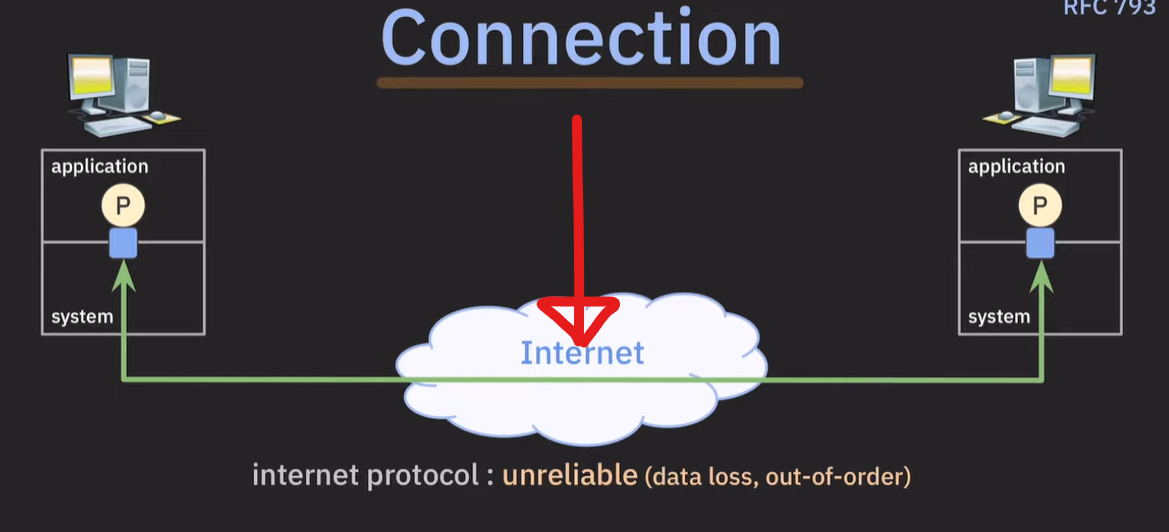 RFC 793
Connection
application
application
P
P
system
system
Internet
internet protocol : unreliable (data loss, out-of-order)